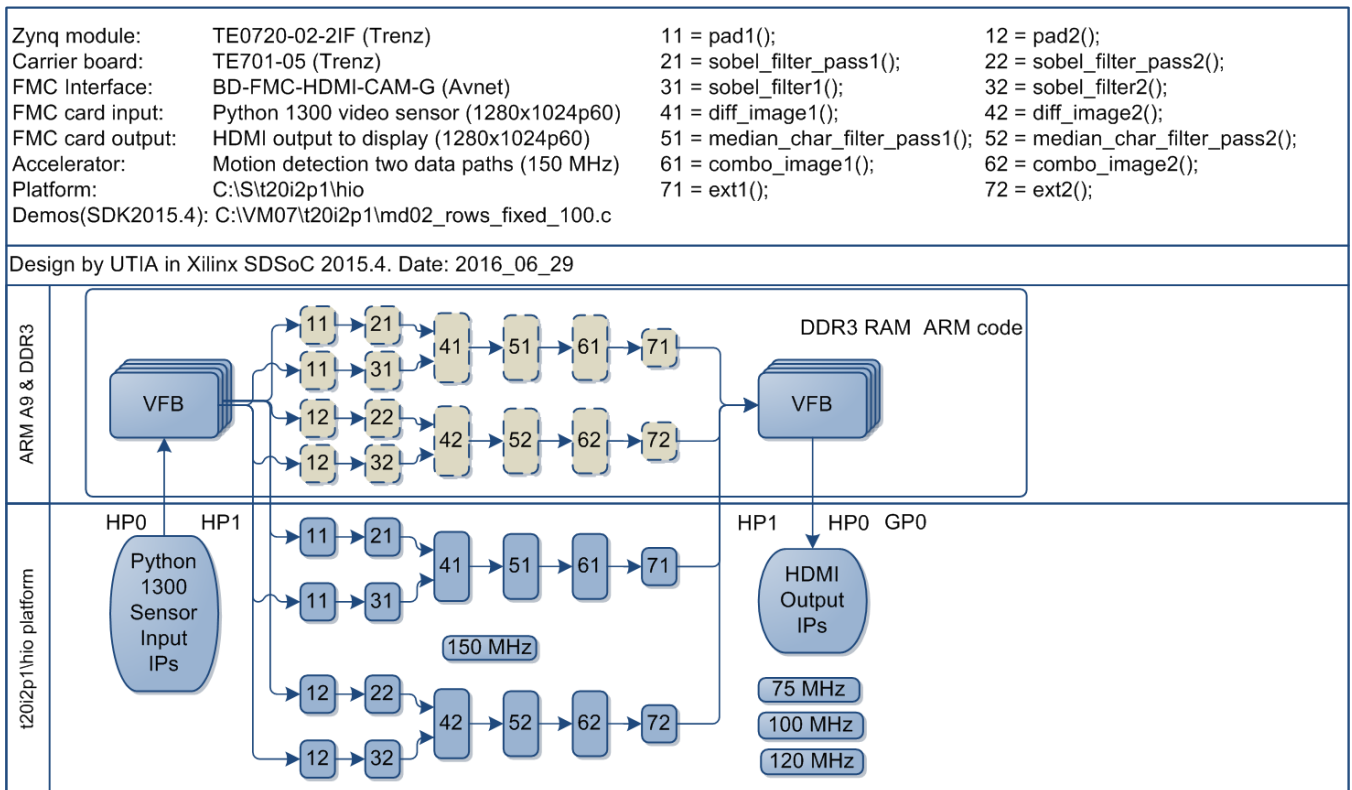 Zynq module: TE0720-02-2IF (Trenz) 11 = pad1(); 12 = pad2();
Carrier board: TE701-05 (Trenz) 21 = sobel_filter_pass1(); 22 = sobel_filter_pass2();
FMC Interface: BD-FMC-HDMI-CAM-G (Avnet) 31 = sobel_filter1(); 32 = sobel_filter2();
FMC card input: Python 1300 video sensor (1280x1024p60) 41 = diff_image1(); 42 = diff_image2();
FMC card output: HDMI output to display (1280x1024p60) 51 = median_char_filter_pass1(); 52 = median_char_filter_pass2();
Accelerator: Motion detection two data paths (150 MHz) 61 = combo_image1(); 62 = combo_image2();
Platform: C:\S\t20i2p1\hio 71 = ext1(); 72 = ext2();
Demos(SDK2015.4): C:\VM07\t20i2p1\md02_rows_fixed_100.c
Design by UTIA in Xilinx SDSoC 2015.4. Date: 2016_06_29
ARM A9 & DDR3
DDR3 RAM ARM code
VFB
11 21
11 31
41 51 61 71
12 22
12 32
42 52 62 72
VFB
t20i2p1\hio platform
HP0 HP1
Python
1300
Sensor
Input
IPs
11 21
11 31
41 51 61 71
150 MHz
12 22
12 32
42 52 62 72
HP1 HP0 GP0
HDMI
Output
IPs
75 MHz
100 MHz
120 MHz